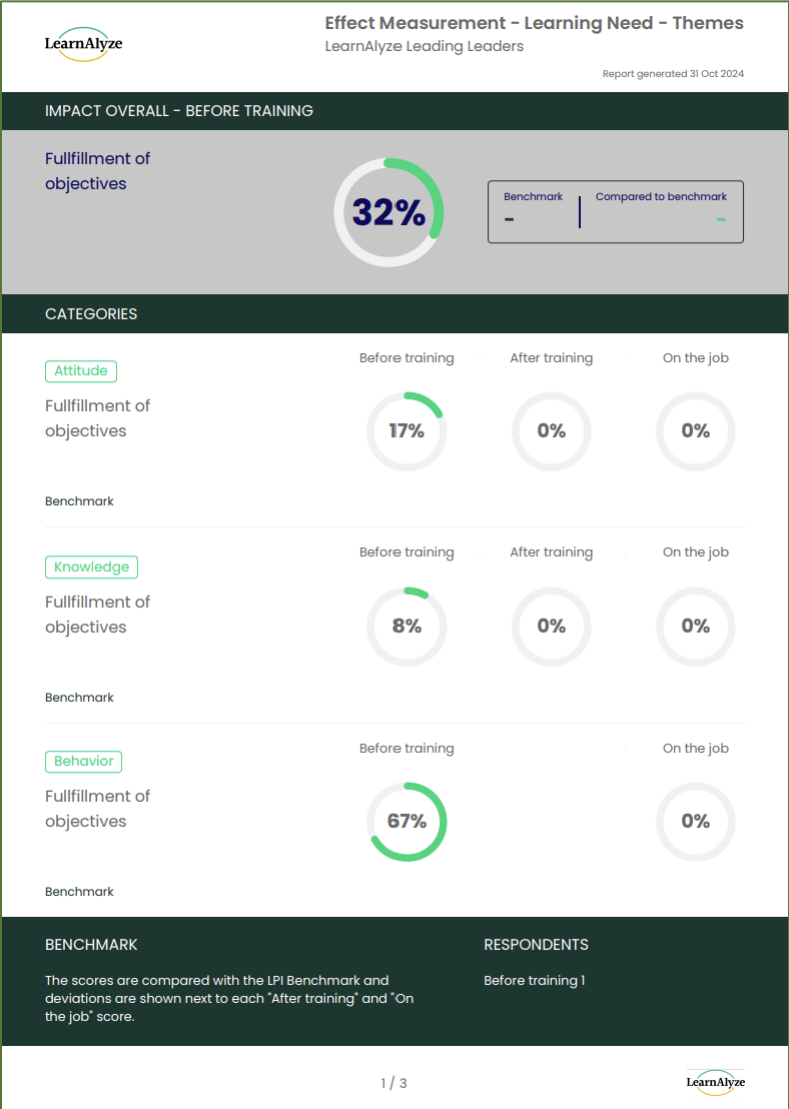 LearnAlyze
Effect Measurement - Learning Need - Themes
LearnAlyze Leading Leaders
Report generated 31 Oct 2024
IMPACT OVERALL - BEFORE TRAINING
Fullfillment of
objectives
32%
Benchmark Compared to benchmark
- -
CATEGORIES
Attitude
Before training After training On the job
Fullfillment of
objectives
17% 0% 0%
Benchmark
Knowledge
Before training After training On the job
Fullfillment of
objectives
8% 0% 0%
Benchmark
Behavior
Before training On the job
Fullfillment of
objectives
67% 0%
Benchmark
BENCHMARK
The scores are compared with the LPI Benchmark and
deviations are shown next to each "After training" and "On
the job" score.
RESPONDENTS
Before training 1
1 / 3
LearnAlyze